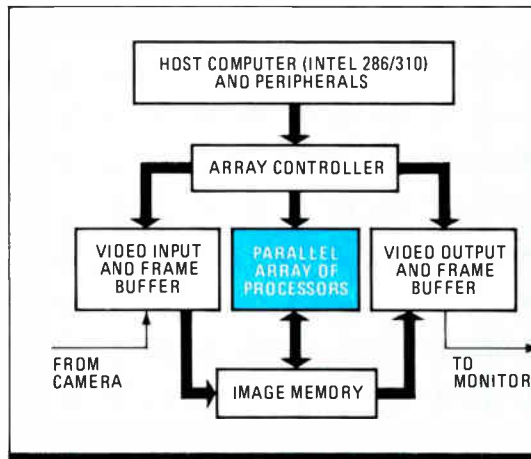 HOST COMPUTER (INTEL 286/310)
AND PERIPHERALS
ARRAY CONTROLLER
VIDEO INPUT
AND FRAME
BUFFER
PARALLEL
ARRAY OF
PROCESSORS
VIDEO OUTPUT
AND FRAME
BUFFER
FROM
CAMERA
TO
MONITOR
IMAGE MEMORY